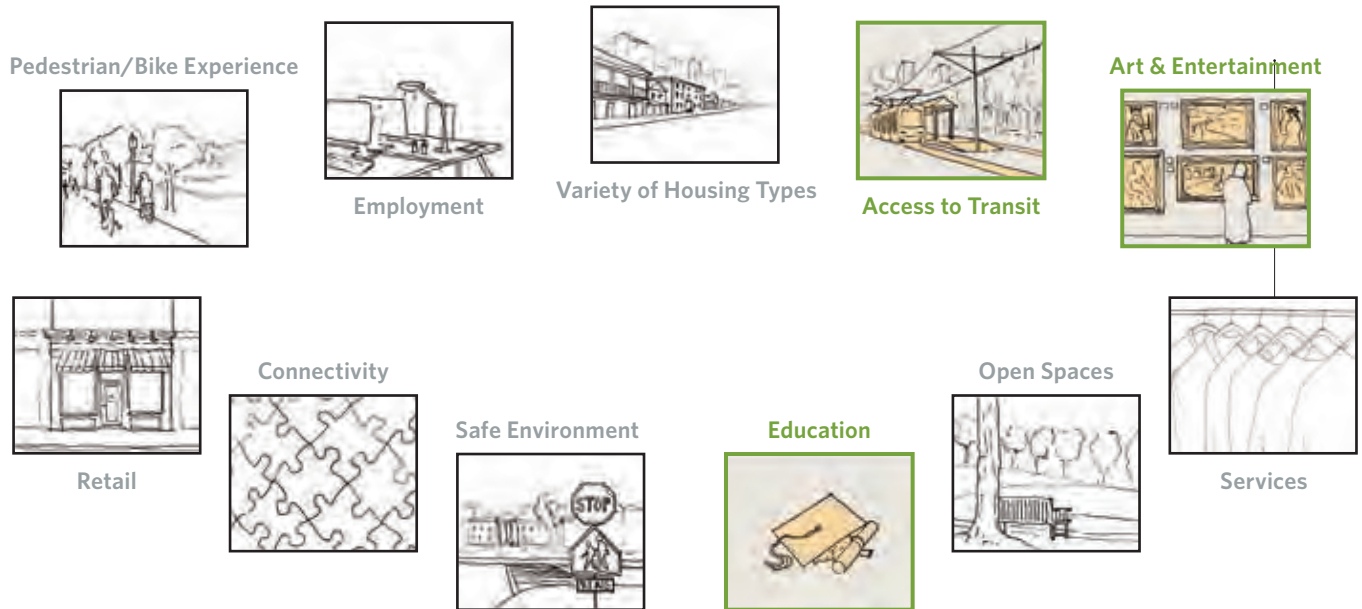 Pedestrian/Bike Experience
Employment
Variety of Housing Types
Access to Transit
Art & Entertainment
Retail
Connectivity
Safe Environment
STOP
Education
Open Spaces
Services